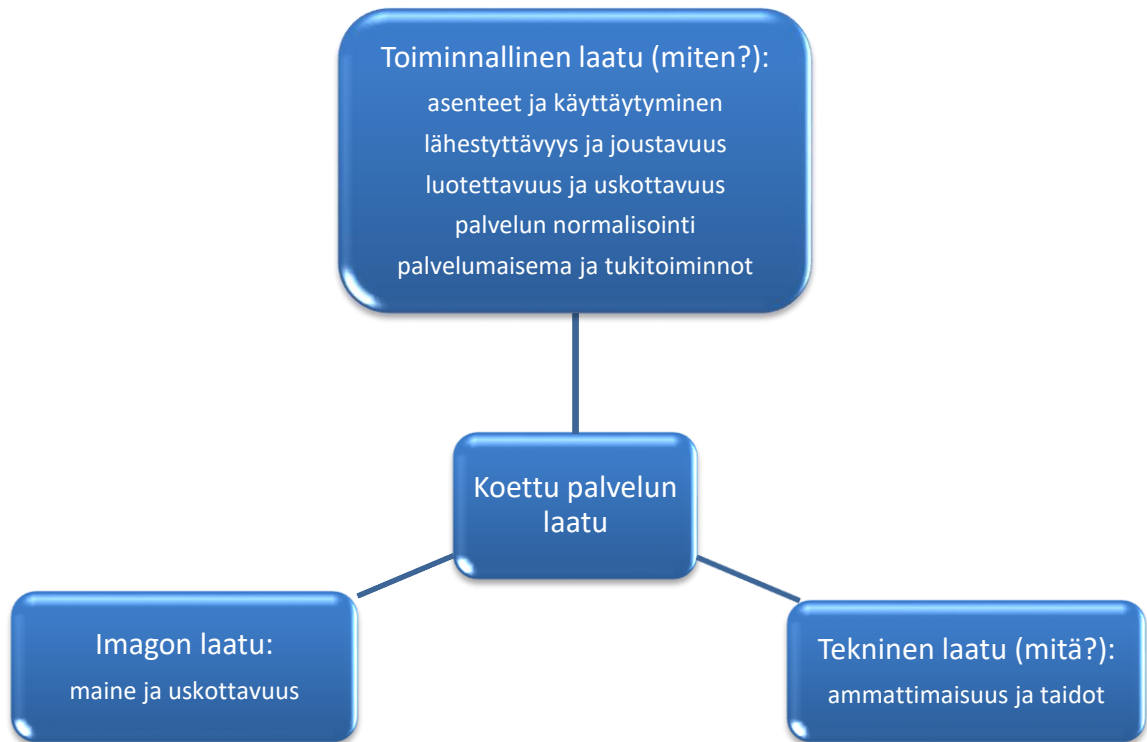 Toiminnallinen laatu (miten?):
asenteet ja käyttäytyminen
lähestyttävyys ja joustavuus
luotettavuus ja uskottavuus
palvelun normalisointi
palvelumaisema ja tukitoiminnot
Koettu palvelun
laatu
Imagon laatu:
maine ja uskottavuus
Tekninen laatu (mitä?):
ammattimaisuus ja taidot